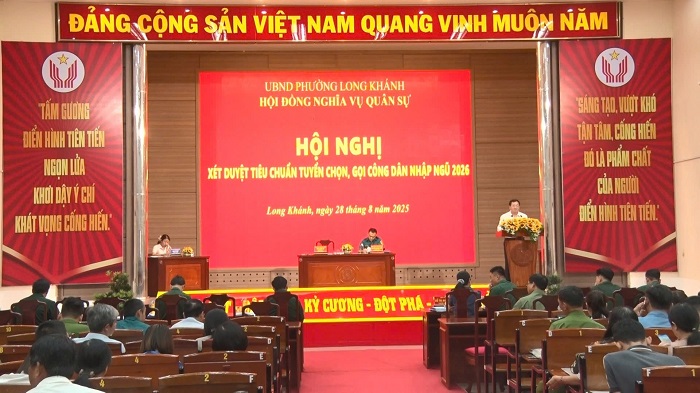 ĐẢNG CỘNG SẢN VIỆT NAM QUANG VINH MUÔN NĂM
"TẤM GƯƠNG
ĐIỂN HÌNH TIÊN TIẾN
NGỌN LỬA
KHƠI DẬY Ý CHÍ
KHÁT VỌNG CỐNG HIẾN."
UBND PHƯỜNG LONG KHÁNH
HỘI ĐỒNG NGHĨA VỤ QUÂN SỰ
HỘI NGHỊ
XÉT DUYỆT TIÊU CHUẨN TUYỂN CHỌN, GỌI CÔNG DÂN NHẬP NGŨ 2026
Long Khánh, ngày 28 tháng 8 năm 2025
"SÁNG TẠO, VƯỢT KHÓ
TẬN TÂM, CỐNG HIẾN
ĐÓ LÀ PHẨM CHẤT
CỦA NGƯỜI
ĐIỂN HÌNH TIÊN TIẾN."
KỶ CƯƠNG - ĐỘT PHÁ -